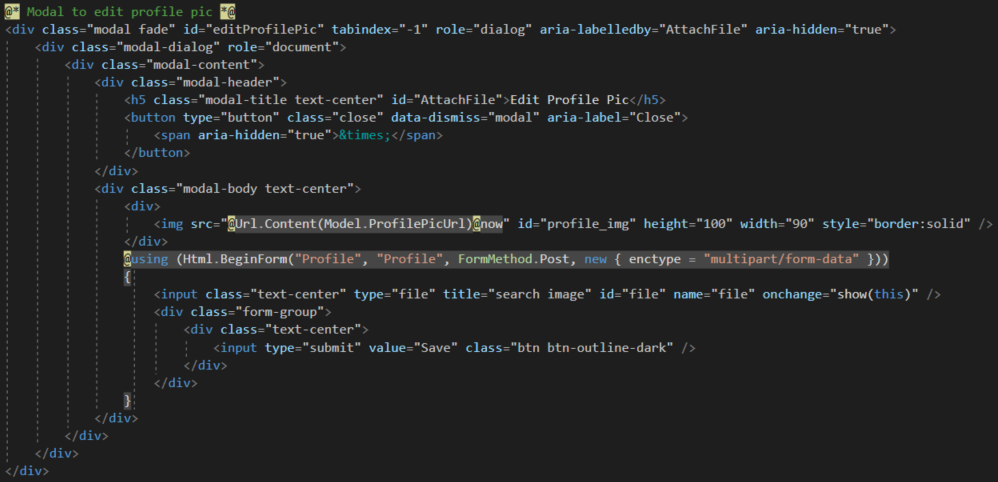 @* Modal to edit profile pic *@
<div class="modal fade" id="editProfilePic" tabindex="-1" role="dialog" aria-labelledby="AttachFile" aria-hidden="true">
<div class="modal-dialog" role="document">
<div class="modal-content">
<div class="modal-header">
<h5 class="modal-title text-center" id="AttachFile">Edit Profile Pic</h5>
<button type="button" class="close" data-dismiss="modal" aria-label="Close">
<span aria-hidden="true">&times;</span>
</button>
</div>
<div class="modal-body text-center">
<div>
<img src="@Url.Content(Model.ProfilePicUrl)@now" id="profile_img" height="100" width="90" style="border:solid" />
</div>
@using (Html.BeginForm("Profile", "Profile", FormMethod.Post, new { enctype = "multipart/form-data" }))
{
<input class="text-center" type="file" title="search image" id="file" name="file" onchange="show(this)" />
<div class="form-group">
<div class="text-center">
<input type="submit" value="Save" class="btn btn-outline-dark" />
</div>
</div>
}
</div>
</div>
</div>
</div>